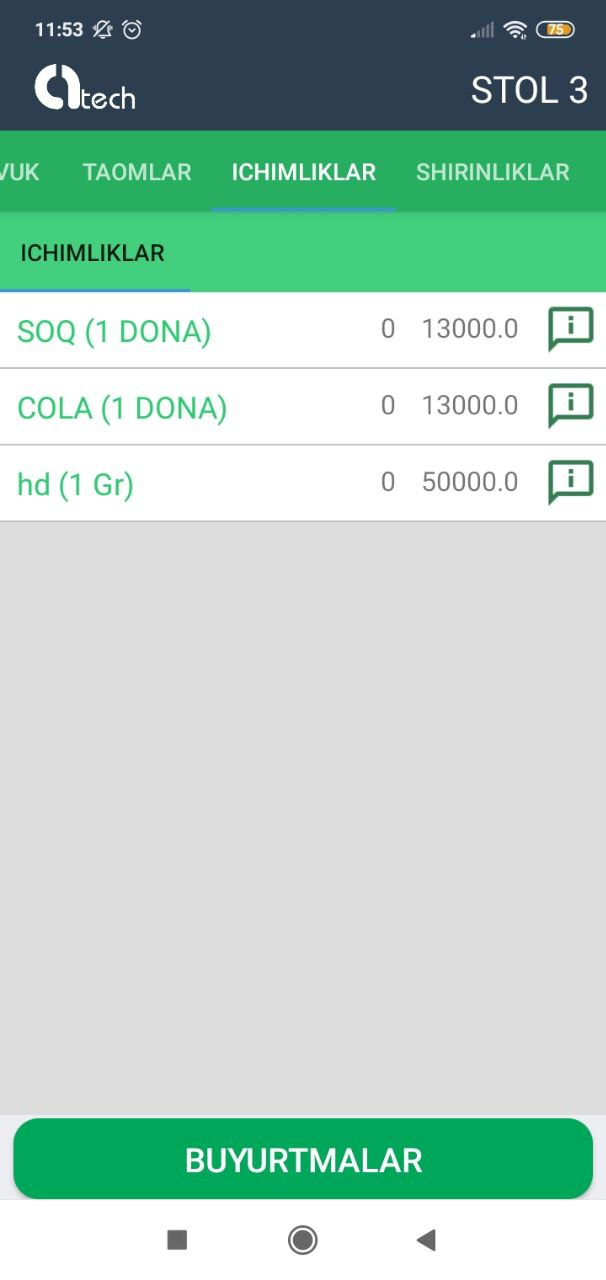 11:53 75
atech STOL 3
VUK TAOMLAR ICHIMLIKLAR SHIRINLIKLAR
ICHIMLIKLAR
SOQ (1 DONA) 0 13000.0
COLA (1 DONA) 0 13000.0
hd (1 Gr) 0 50000.0
BUYURTMALAR